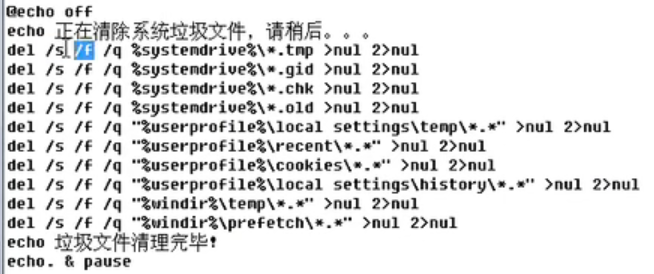 @echo off
echo 正在清除系统垃圾文件，请稍后。。。
del /s /f /q %systemdrive%\*.tmp >nul 2>nul
del /s /f /q %systemdrive%\*.gid >nul 2>nul
del /s /f /q %systemdrive%\*.chk >nul 2>nul
del /s /f /q %systemdrive%\*.old >nul 2>nul
del /s /f /q "%userprofile%\local settings\temp\*.*" >nul 2>nul
del /s /f /q "%userprofile%\recent\*.*" >nul 2>nul
del /s /f /q "%userprofile%\cookies\*.*" >nul 2>nul
del /s /f /q "%userprofile%\local settings\history\*.*" >nul 2>nul
del /s /f /q "%windir%\temp\*.*" >nul 2>nul
del /s /f /q "%windir%\prefetch\*.*" >nul 2>nul
echo 垃圾文件清理完毕!
echo. & pause